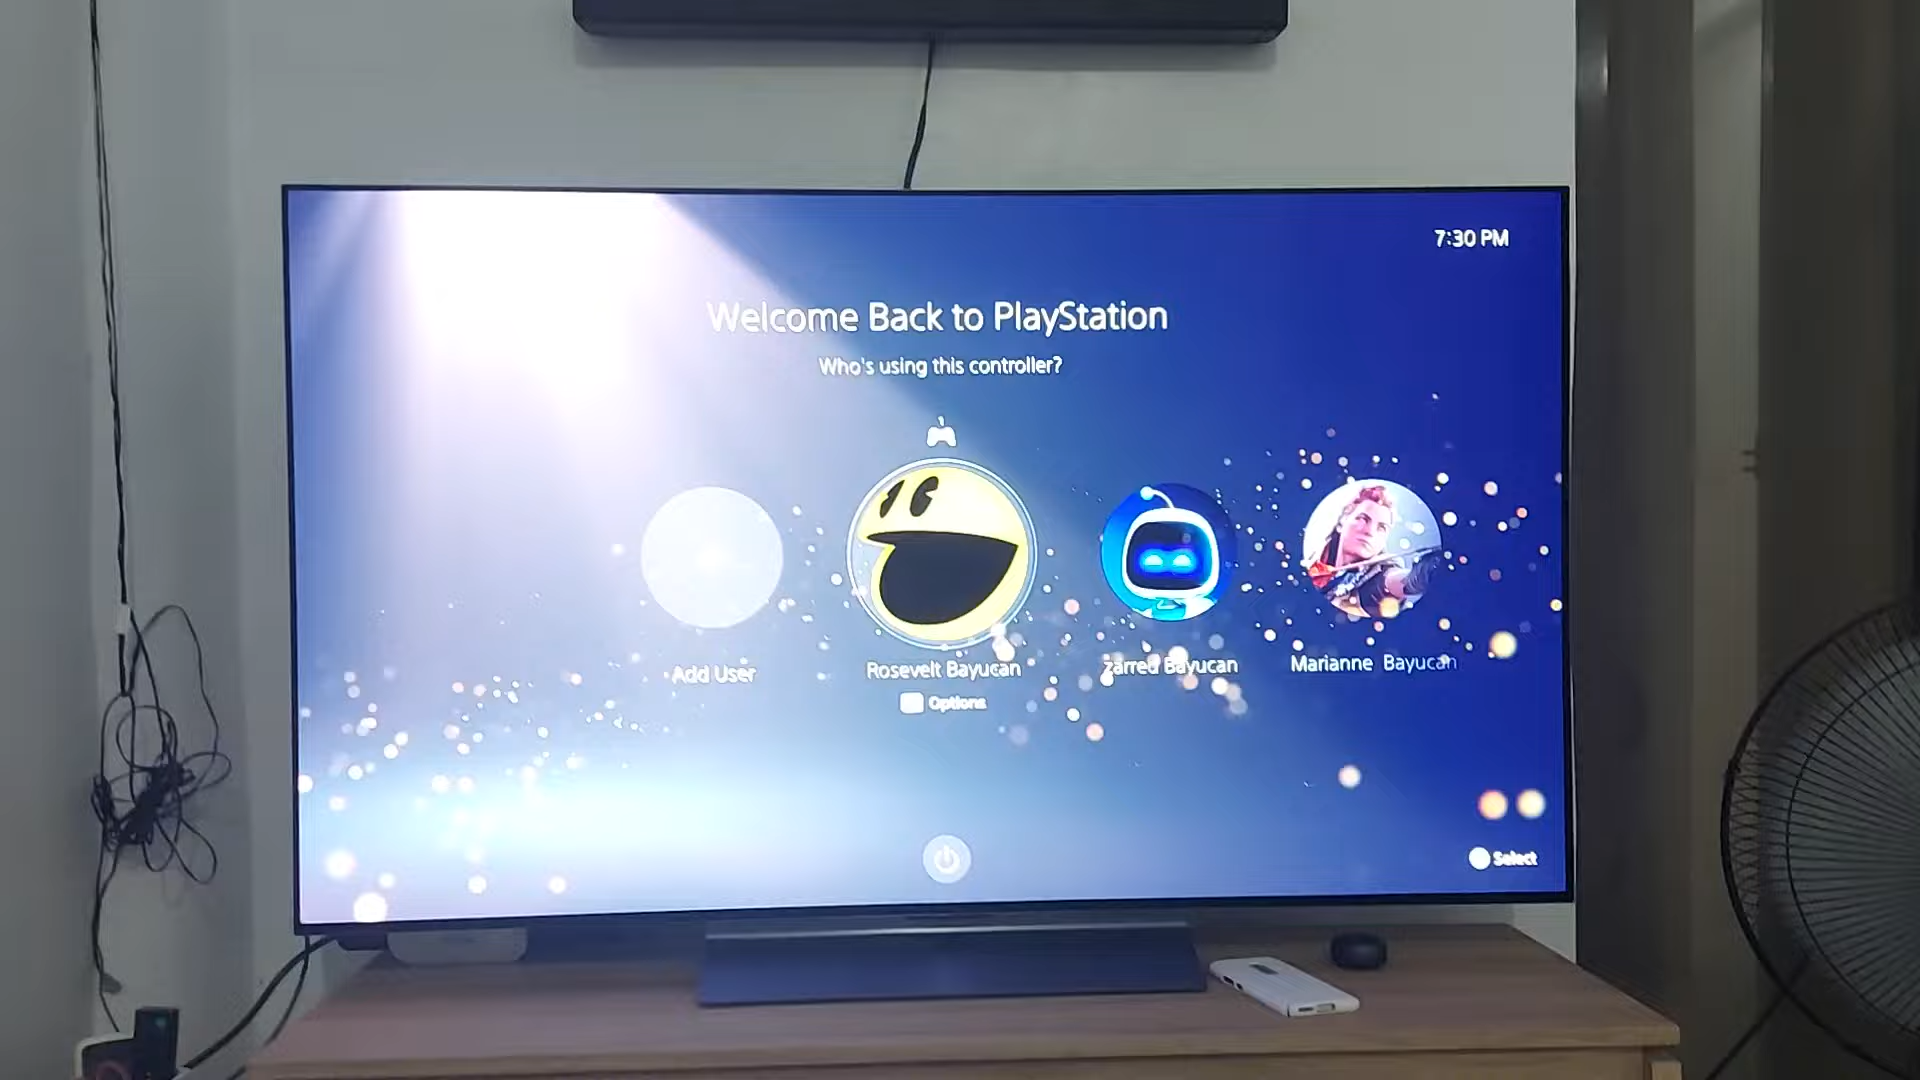 7:30 PM
Welcome Back to PlayStation
Who's using this controller?
Add User
Rosevelt Bayucan
zarred Bayucan
Marianne Bayucan
Options
Select